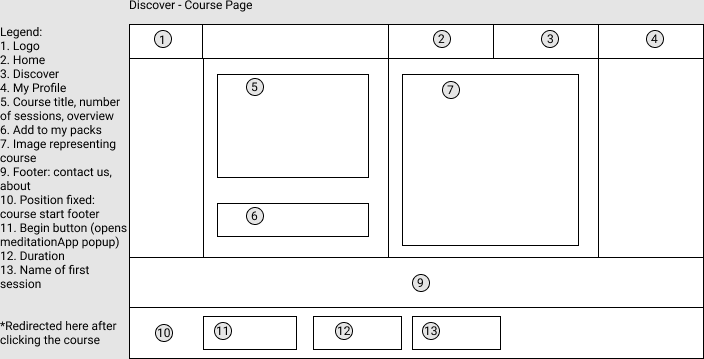 Discover - Course Page
Legend:
1. Logo
2. Home
3. Discover
4. My Profile
5. Course title, number
of sessions, overview
6. Add to my packs
7. Image representing
course
9. Footer: contact us,
about
10. Position fixed:
course start footer
11. Begin button (opens
meditationApp popup)
12. Duration
13. Name of first
session
*Redirected here after
clicking the course
1
2
3
4
5
7
6
9
10
11
12
13